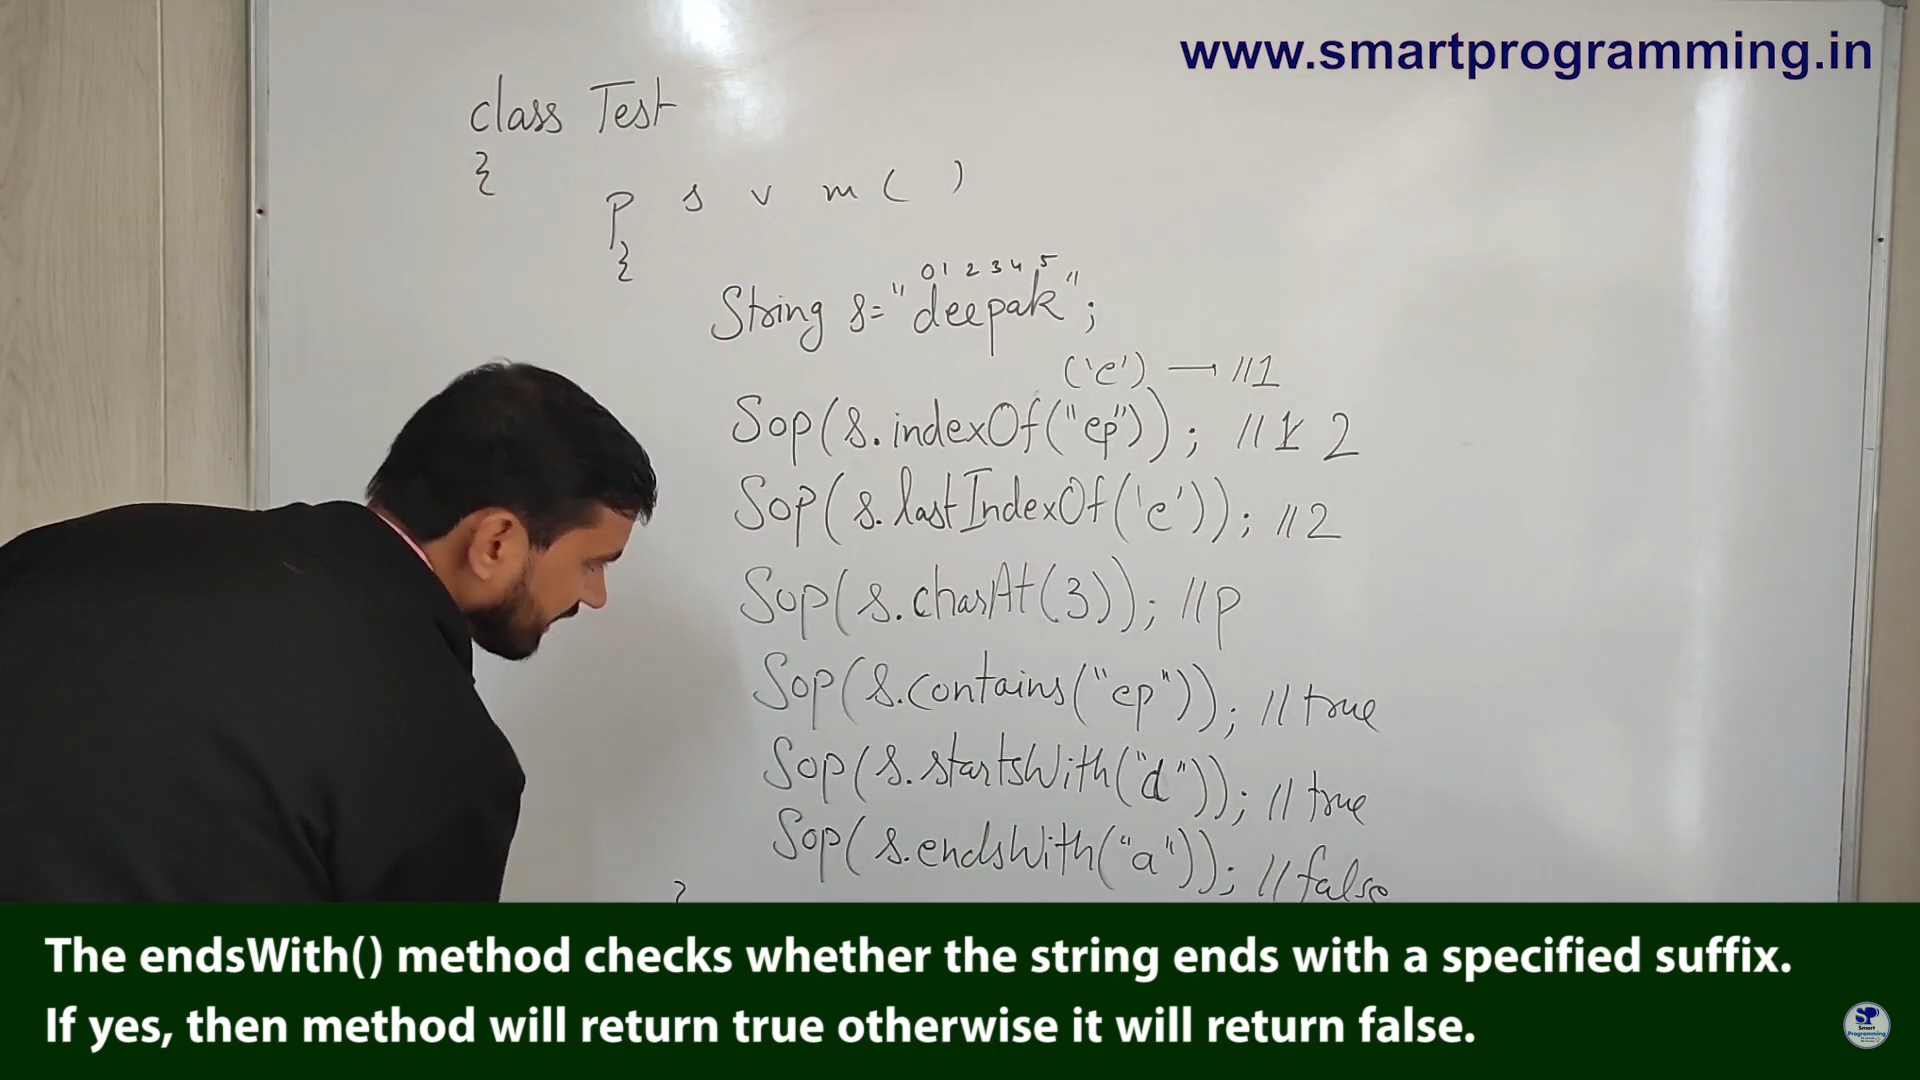 www.smartprogramming.in
class Test
{
p s v m ( )
{
0 1 2 3 4 5
String s="deepak";
('e') — //1
Sop(s.indexOf("ep")); //1 2
Sop(s.lastIndexOf('e')); //2
Sop(s.charAt(3)); //p
Sop(s.contains("ep")); //true
Sop(s.startsWith("d")); //true
Sop(s.endsWith("a")); //false
}
The endsWith() method checks whether the string ends with a specified suffix.
If yes, then method will return true otherwise it will return false.
SP
Smart
Programming